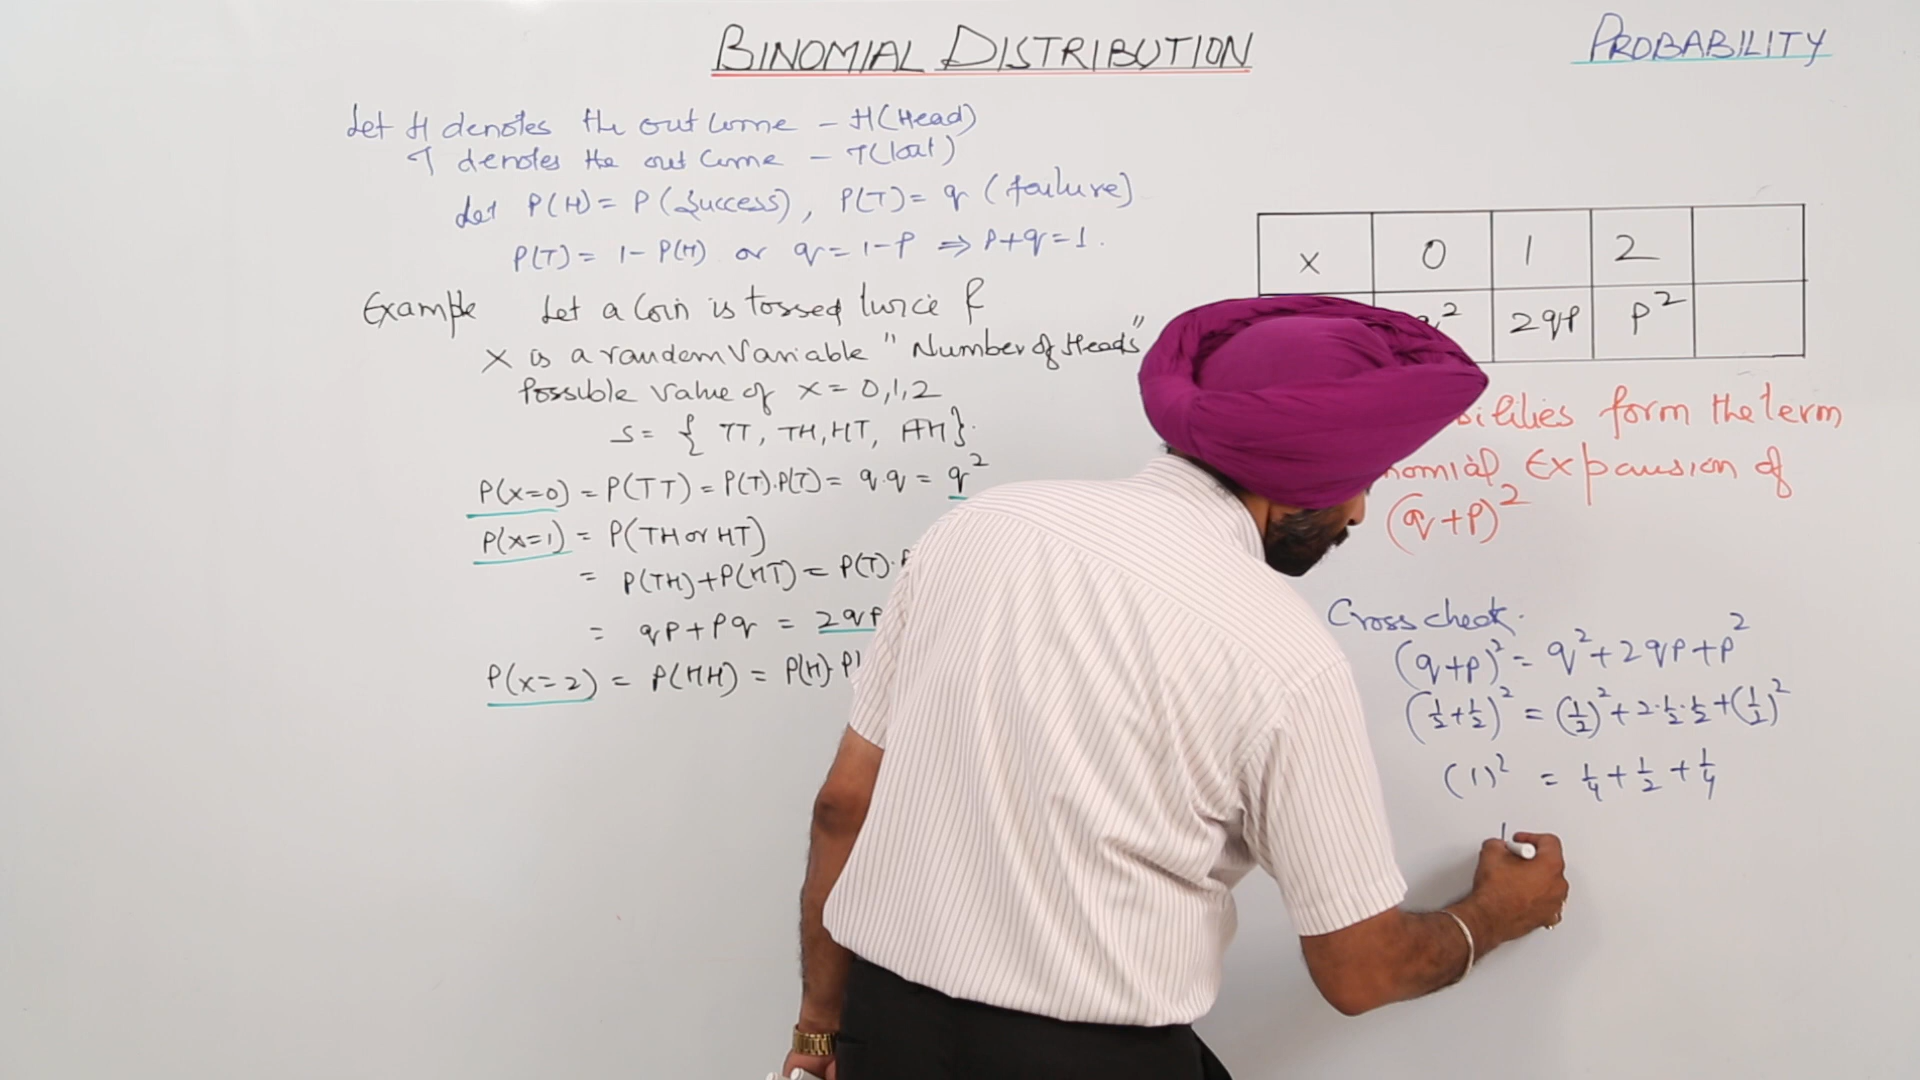 BINOMIAL DISTRIBUTION
PROBABILITY
Let H denotes the out come - H(Head)
T denotes the out come - T(Tail)
Let P(H) = P (Success), P(T) = q (failure)
P(T) = 1 - P(H) or q = 1 - P ⇒ P+q = 1.
Example Let a Coin is tossed twice &
X is a random Variable "Number of Heads"
Possible Value of X = 0,1,2
S = { TT, TH, HT, HH }.
P(X=0) = P(TT) = P(T).P(T) = q.q = q²
P(X=1) = P(TH or HT)
= P(TH)+P(HT) = P(T).
= qP+Pq = 2qP
P(X=2) = P(HH) = P(H).P(
X 0 1 2
² 2qP P²
silities form the term
nomial Expansion of
(q+P)²
Cross check.
(q+P)² = q²+2qP+P²
(½+½)² = (½)²+2.½.½+(½)²
(1)² = ¼+½+¼